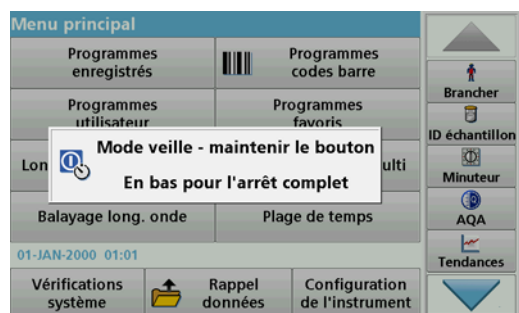 Menu principal
Programmes
enregistrés
Programmes
codes barre
Programmes
utilisateur
Programmes
favoris
Mode veille - maintenir le bouton
En bas pour l'arrêt complet
Lon
ulti
Balayage long. onde
Plage de temps
01-JAN-2000 01:01
Vérifications
système
Rappel
données
Configuration
de l'instrument
Brancher
ID échantillon
Minuteur
AQA
Tendances